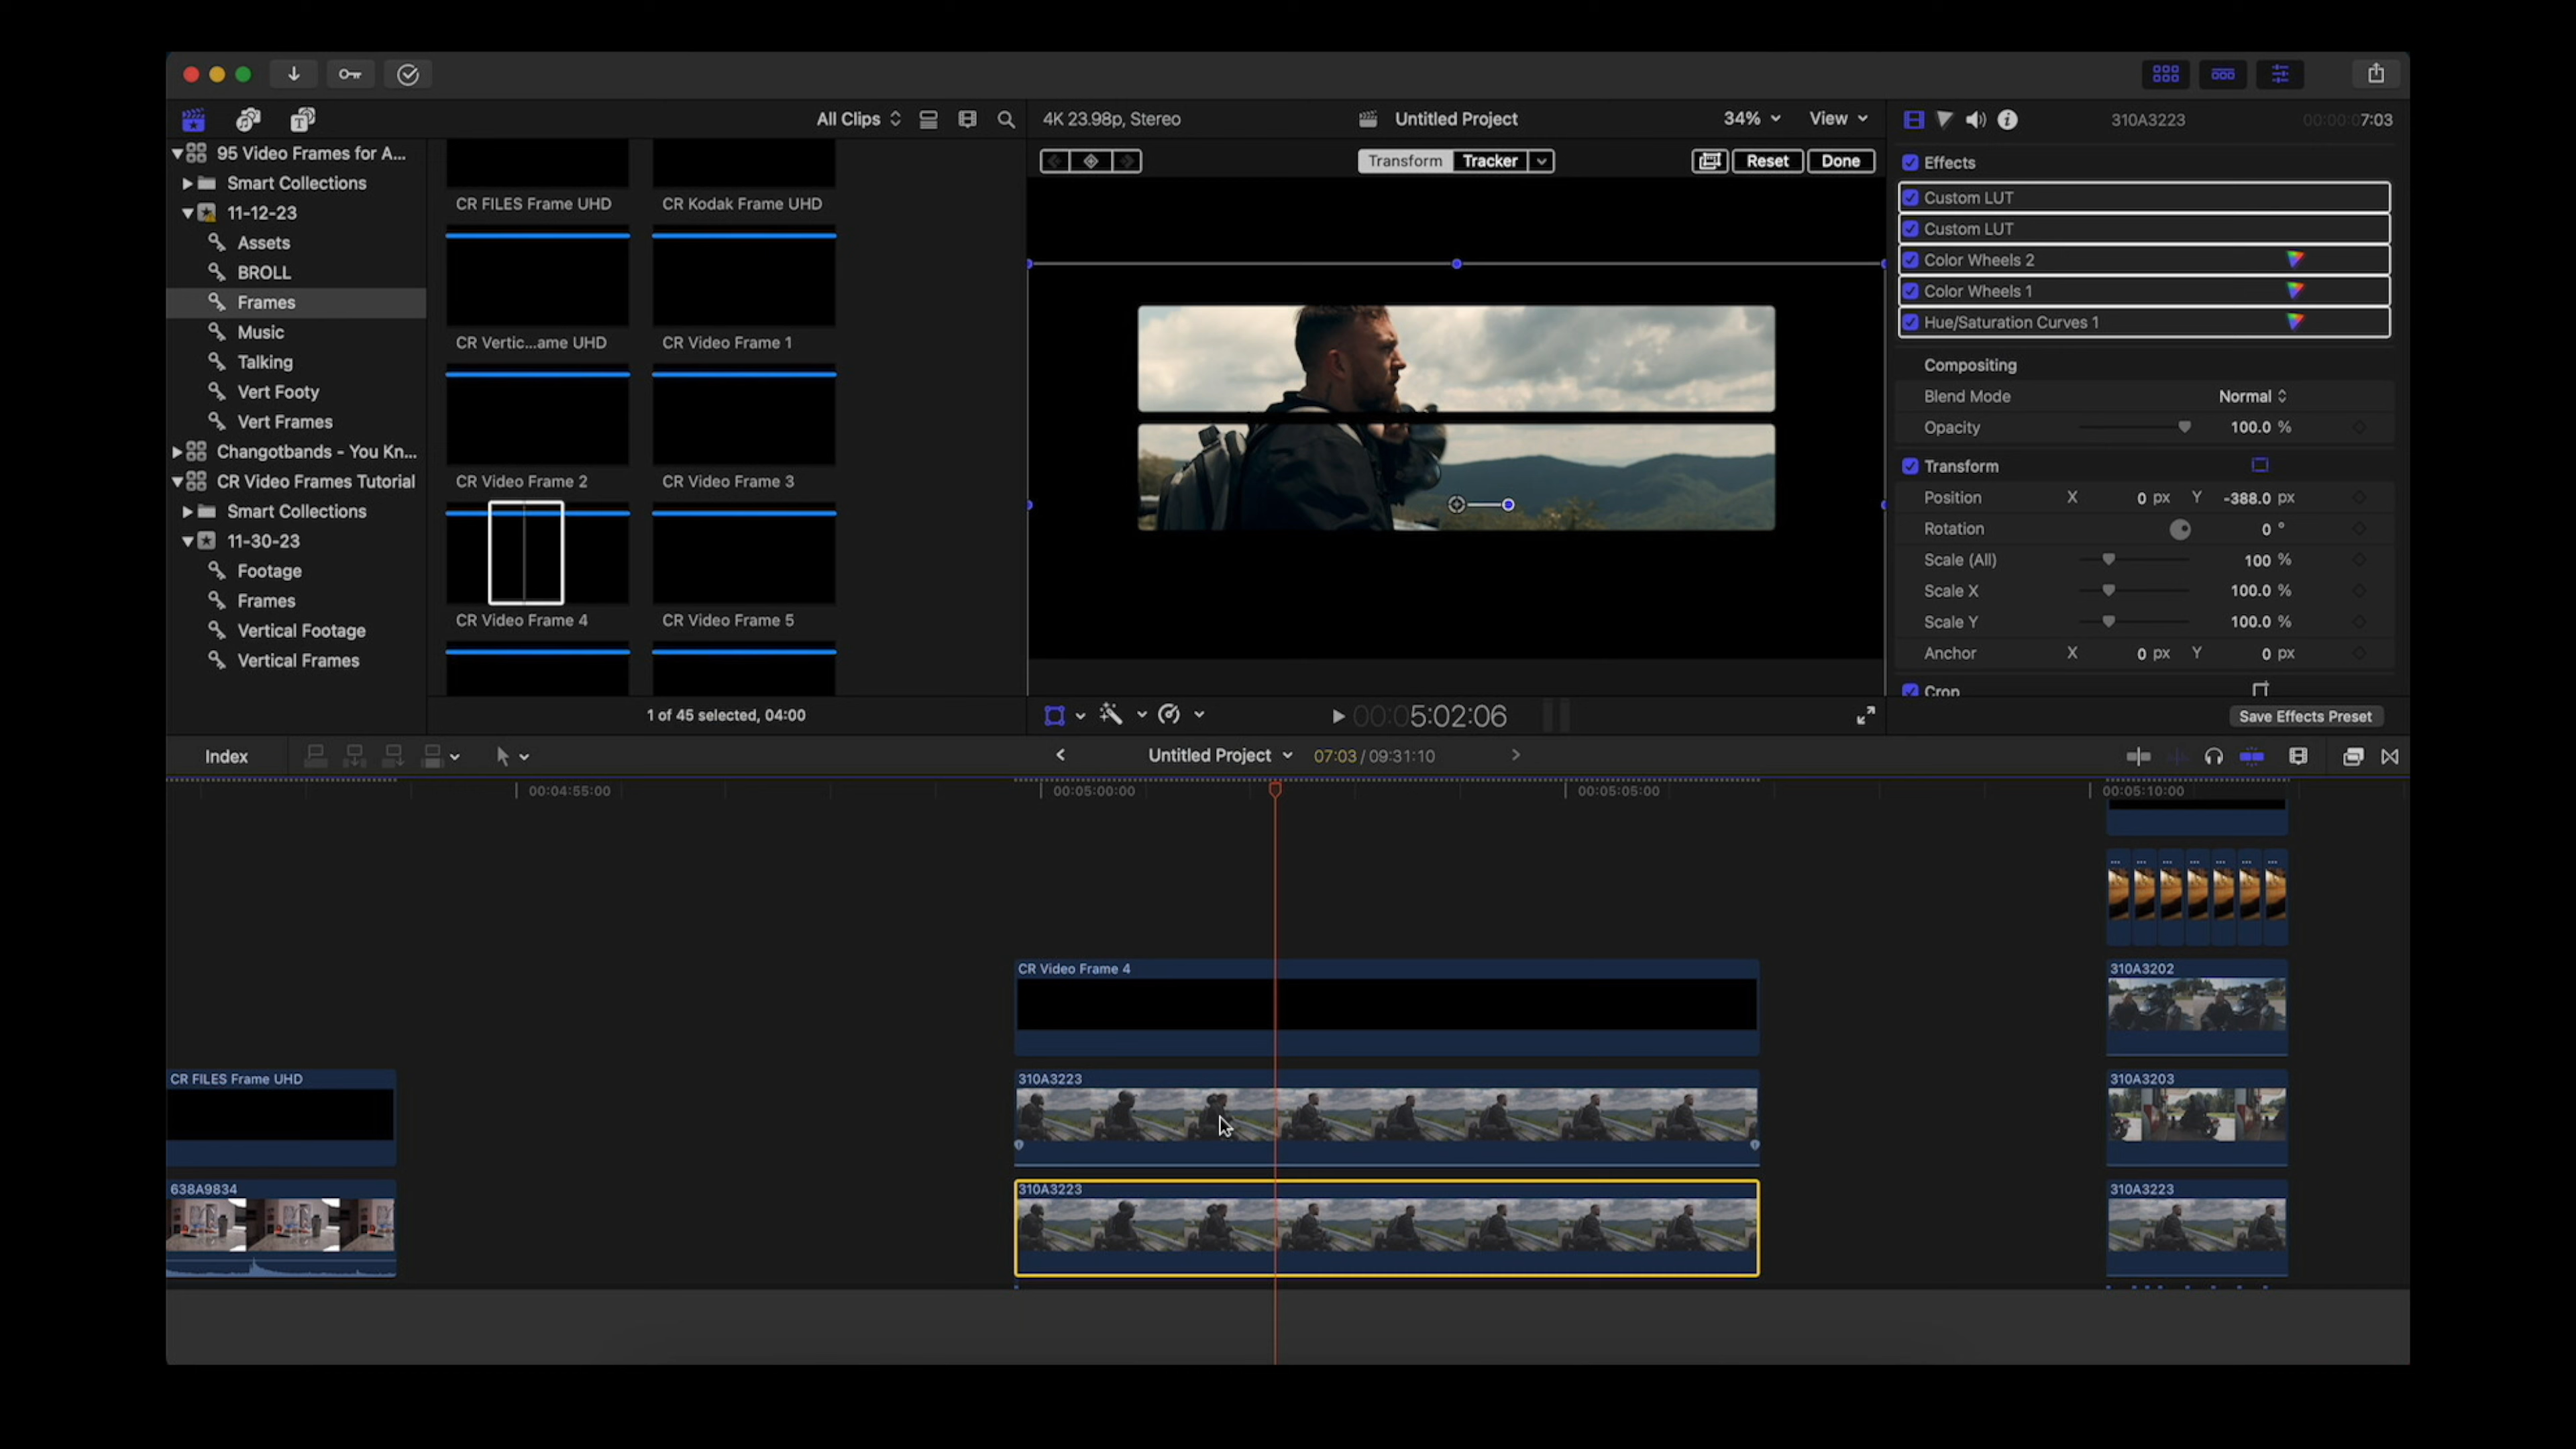 All Clips
4K 23.98p, Stereo
Untitled Project
34%
View
310A3223
00:00:07:03
95 Video Frames for A...
Smart Collections
11-12-23
Assets
BROLL
Frames
Music
Talking
Vert Footy
Vert Frames
Changotbands - You Kn...
CR Video Frames Tutorial
Smart Collections
11-30-23
Footage
Frames
Vertical Footage
Vertical Frames
CR FILES Frame UHD
CR Kodak Frame UHD
CR Vertic...ame UHD
CR Video Frame 1
CR Video Frame 2
CR Video Frame 3
CR Video Frame 4
CR Video Frame 5
1 of 45 selected, 04:00
Transform
Tracker
Reset
Done
00:05:02:06
Effects
Custom LUT
Custom LUT
Color Wheels 2
Color Wheels 1
Hue/Saturation Curves 1
Compositing
Blend Mode Normal
Opacity 100.0 %
Transform
Position X 0 px Y -388.0 px
Rotation 0 °
Scale (All) 100 %
Scale X 100.0 %
Scale Y 100.0 %
Anchor X 0 px Y 0 px
Crop
Save Effects Preset
Index
Untitled Project
07:03 / 09:31:10
00:04:55:00
00:05:00:00
00:05:05:00
00:05:10:00
... ... ... ... ... ... ...
CR Video Frame 4
310A3202
CR FILES Frame UHD
310A3223
310A3203
638A9834
310A3223
310A3223